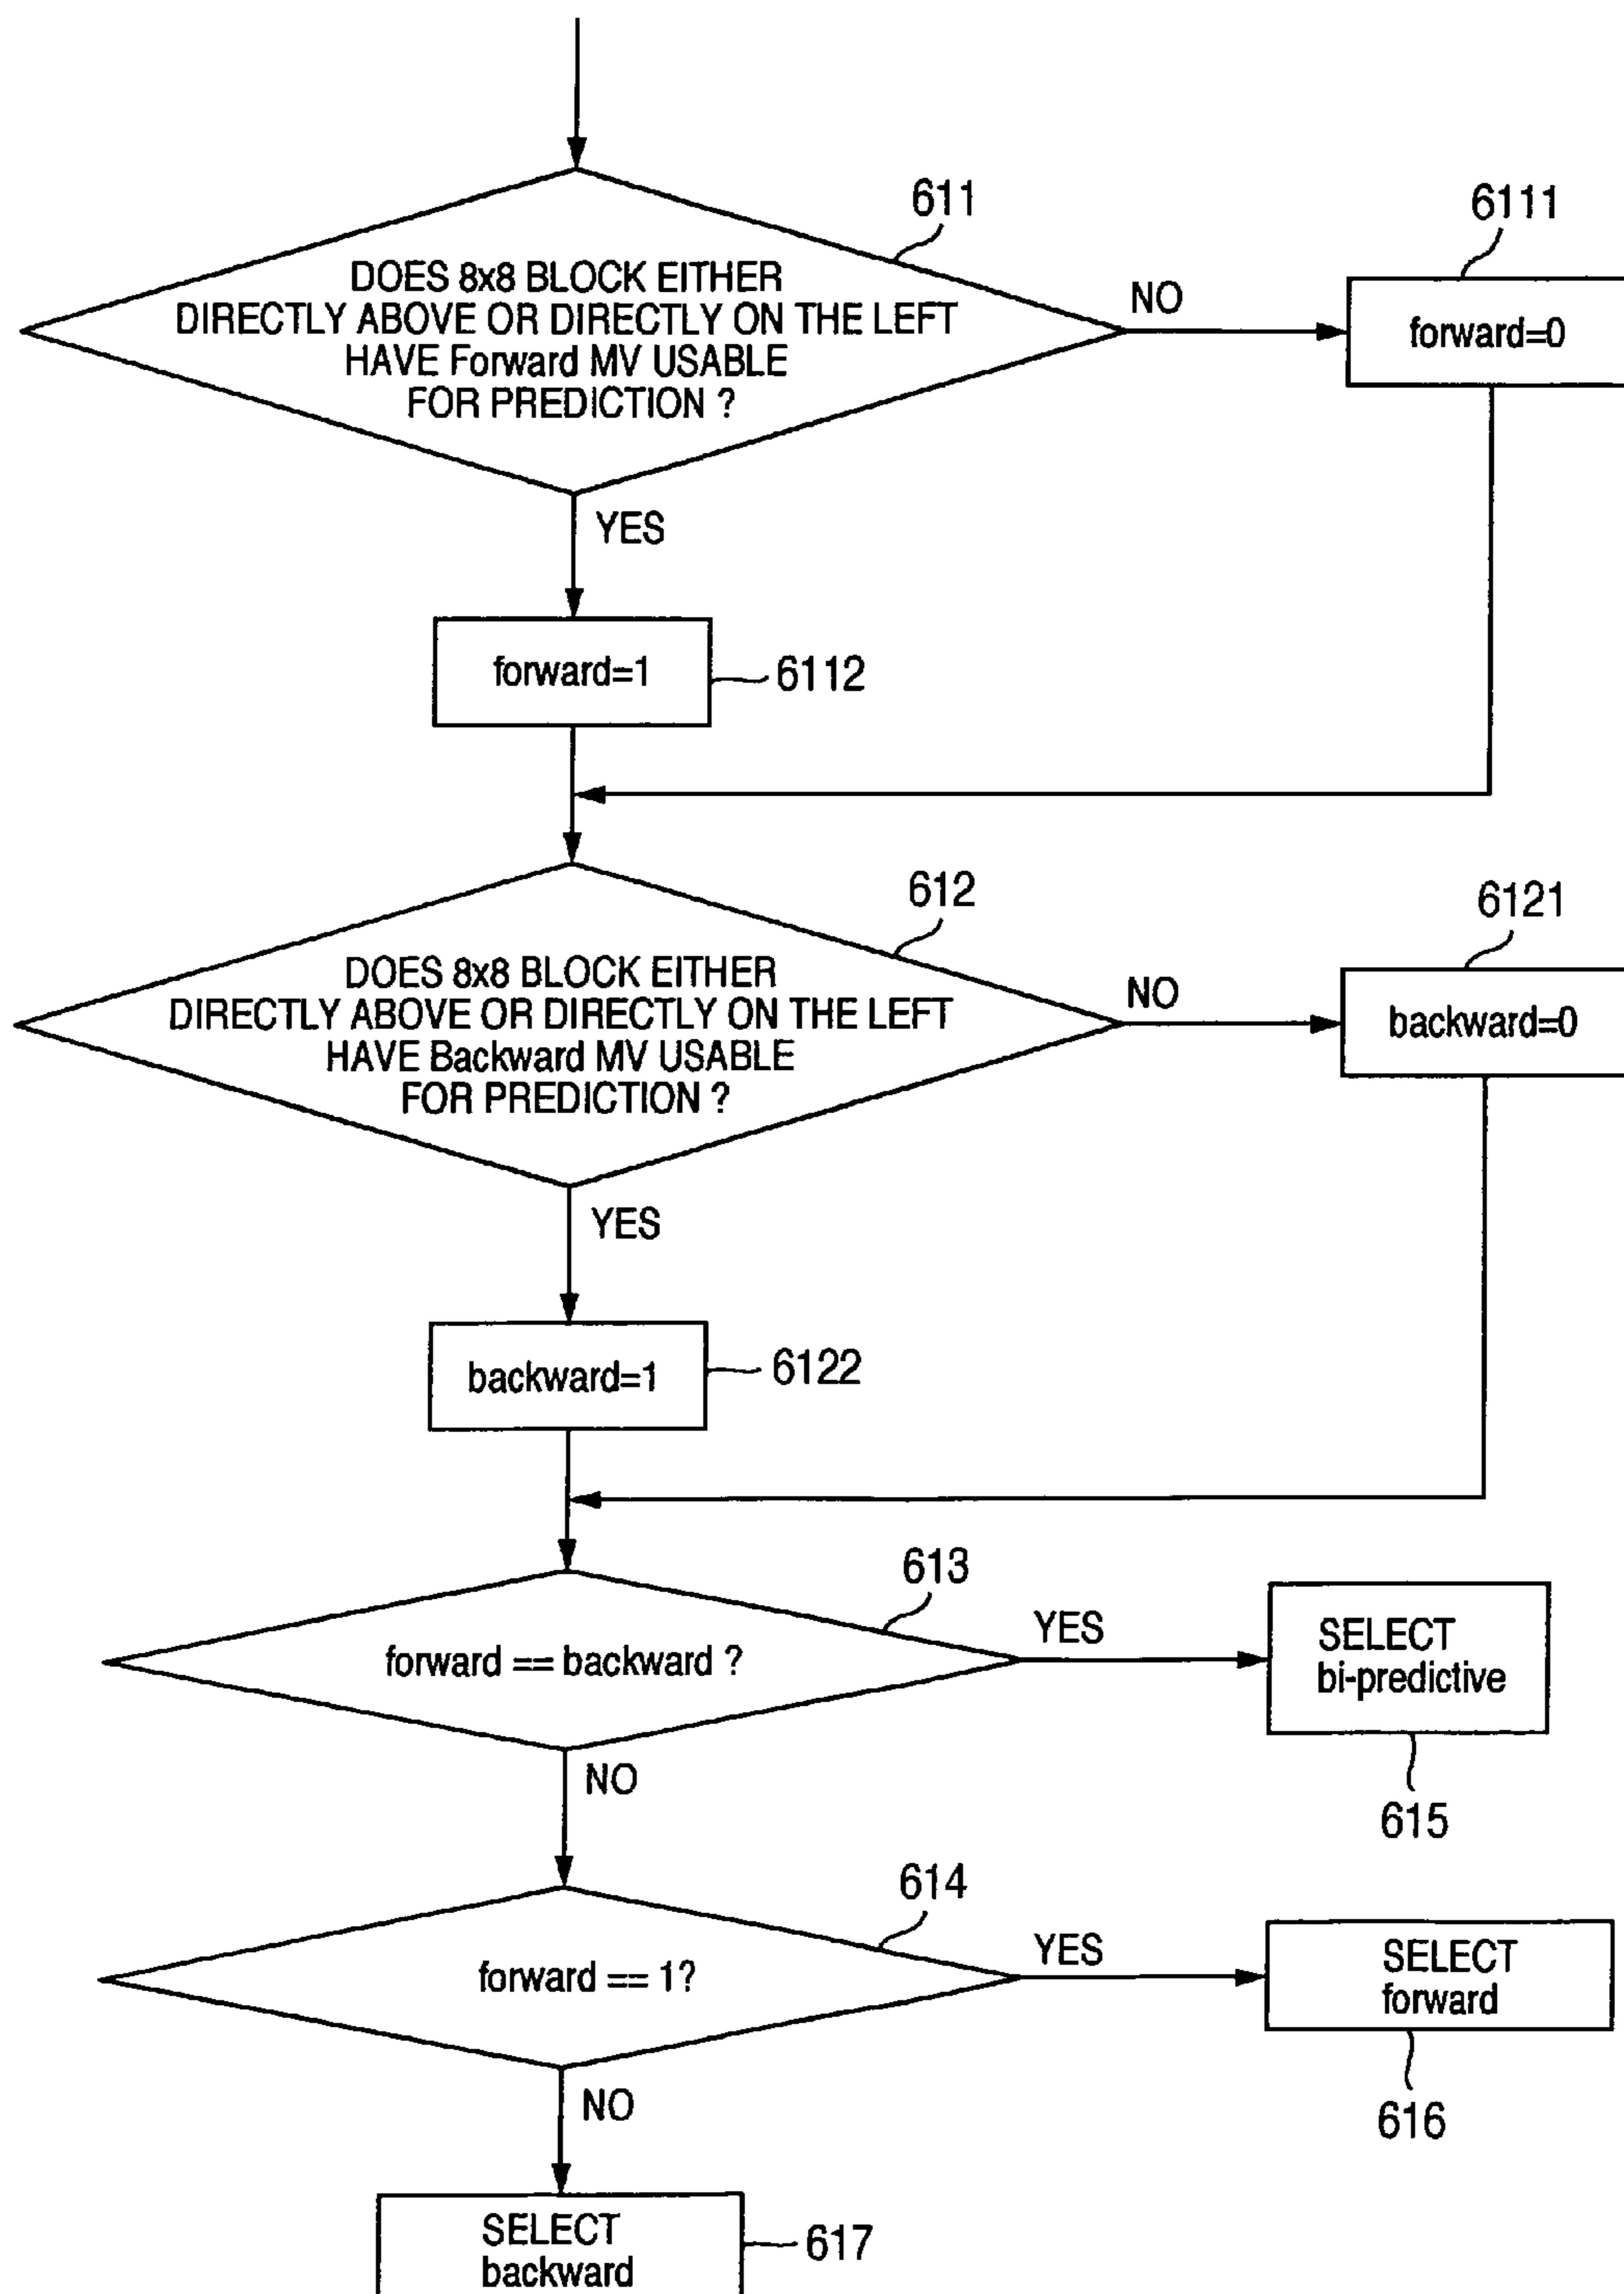 611
6111
DOES 8x8 BLOCK EITHER
DIRECTLY ABOVE OR DIRECTLY ON THE LEFT
HAVE Forward MV USABLE
FOR PREDICTION ?
NO
forward=0
YES
forward=1
6112
612
6121
DOES 8x8 BLOCK EITHER
DIRECTLY ABOVE OR DIRECTLY ON THE LEFT
HAVE Backward MV USABLE
FOR PREDICTION ?
NO
backward=0
YES
backward=1
6122
613
forward == backward ?
YES
SELECT
bi-predictive
615
NO
614
forward == 1?
YES
SELECT
forward
616
NO
SELECT
backward
617